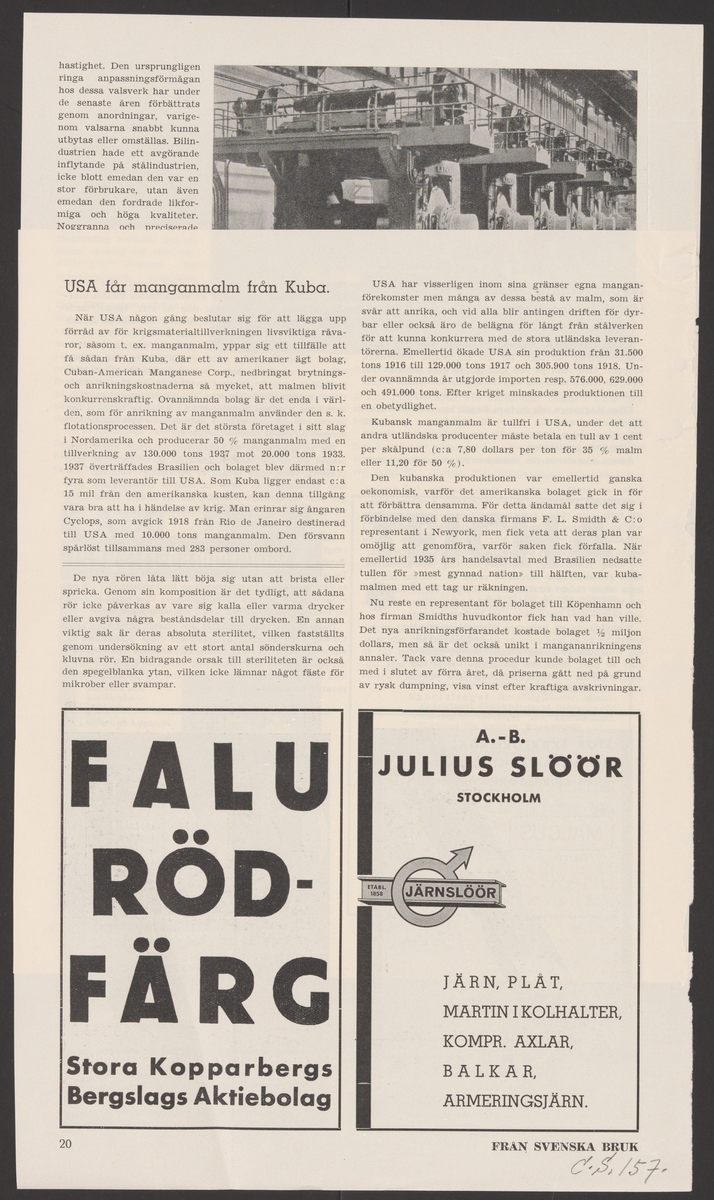 hastighet. Den ursprungligen
ringa anpassningsförmågan
hos dessa valsverk har under
de senaste åren förbättrats
genom anordningar, varige-
nom valsarna snabbt kunna
utbytas eller omställas. Bilin-
dustrien hade ett avgörande
inflytande på stålindustrien,
icke blott emedan den var en
stor förbrukare, utan även
emedan den fordrade likfor-
miga och höga kvaliteter.
Noggranna och preciserade
USA får manganmalm från Kuba.
När USA någon gång beslutar sig för att lägga upp
förråd av för krigsmaterialtillverkningen livsviktiga råva-
ror, såsom t. ex. manganmalm, yppar sig ett tillfälle att
få sådan från Kuba, där ett av amerikaner ägt bolag,
Cuban-American Manganese Corp., nedbringat brytnings-
och anrikningskostnaderna så mycket, att malmen blivit
konkurrenskraftig. Ovannämnda bolag är det enda i värl-
den, som för anrikning av manganmalm använder den s. k.
flotationsprocessen. Det är det största företaget i sitt slag
i Nordamerika och producerar 50 % manganmalm med en
tillverkning av 130.000 tons 1937 mot 20.000 tons 1933.
1937 överträffades Brasilien och bolaget blev därmed n:r
fyra som leverantör till USA. Som Kuba ligger endast c:a
15 mil från den amerikanska kusten, kan denna tillgång
vara bra att ha i händelse av krig. Man erinrar sig ångaren
Cyclops, som avgick 1918 från Rio de Janeiro destinerad
till USA med 10.000 tons manganmalm. Den försvann
spårlöst tillsammans med 283 personer ombord.
De nya rören låta lätt böja sig utan att brista eller
spricka. Genom sin komposition är det tydligt, att sådana
rör icke påverkas av vare sig kalla eller varma drycker
eller avgiva några beståndsdelar till drycken. En annan
viktig sak är deras absoluta sterilitet, vilken fastställts
genom undersökning av ett stort antal sönderskurna och
kluvna rör. En bidragande orsak till steriliteten är också
den spegelblanka ytan, vilken icke lämnar något fäste för
mikrober eller svampar.
USA har visserligen inom sina gränser egna mangan-
förekomster men många av dessa bestå av malm, som är
svår att anrika, och vid alla blir antingen driften för dyr-
bar eller också äro de belägna för långt från stålverken
för att kunna konkurrera med de stora utländska leveran-
törerna. Emellertid ökade USA sin produktion från 31.500
tons 1916 till 129.000 tons 1917 och 305.900 tons 1918. Un-
der ovannämnda år utgjorde importen resp. 576.000, 629.000
och 491.000 tons. Efter kriget minskades produktionen till
en obetydlighet.
Kubansk manganmalm är tullfri i USA, under det att
andra utländska producenter måste betala en tull av 1 cent
per skålpund (c:a 7,80 dollars per ton för 35 % malm
eller 11,20 för 50 %).
Den kubanska produktionen var emellertid ganska
oekonomisk, varför det amerikanska bolaget gick in för
att förbättra densamma. För detta ändamål satte det sig i
förbindelse med den danska firmans F. L. Smidth & C:o
representant i Newyork, men fick veta att deras plan var
omöjlig att genomföra, varför saken fick förfalla. När
emellertid 1935 års handelsavtal med Brasilien nedsatte
tullen för »mest gynnad nation» till hälften, var kuba-
malmen med ett tag ur räkningen.
Nu reste en representant för bolaget till Köpenhamn och
hos firman Smidths huvudkontor fick han vad han ville.
Det nya anrikningsförfarandet kostade bolaget ½ miljon
dollars, men så är det också unikt i mangananrikningens
annaler. Tack vare denna procedur kunde bolaget till och
med i slutet av förra året, då priserna gått ned på grund
av rysk dumpning, visa vinst efter kraftiga avskrivningar.
FALU
RÖD-
FÄRG
Stora Kopparbergs
Bergslags Aktiebolag
A.-B.
JULIUS SLÖÖR
STOCKHOLM
ETABL.
1858
JÄRNSLÖÖR
JÄRN, PLÅT,
MARTIN I KOLHALTER,
KOMPR. AXLAR,
BALKAR,
ARMERINGSJÄRN.
20
FRÅN SVENSKA BRUK
C.S. 157.